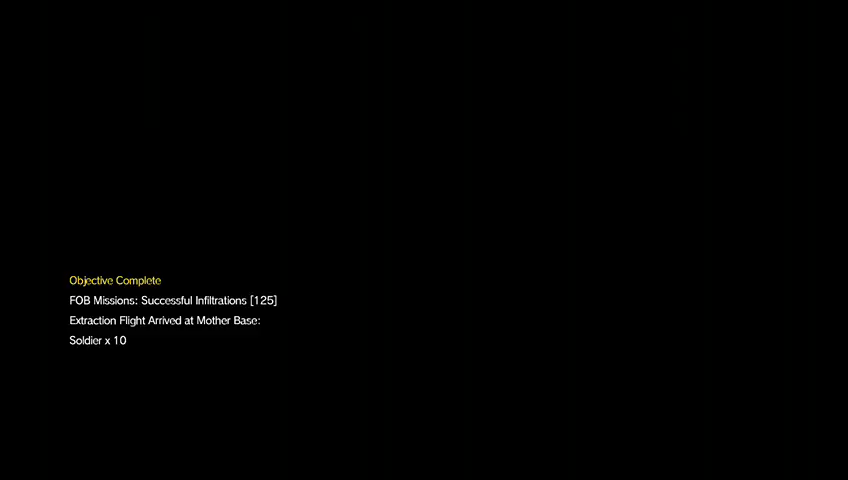 Objective Complete
FOB Missions: Successful Infiltrations [125]
Extraction Flight Arrived at Mother Base:
Soldier x 10